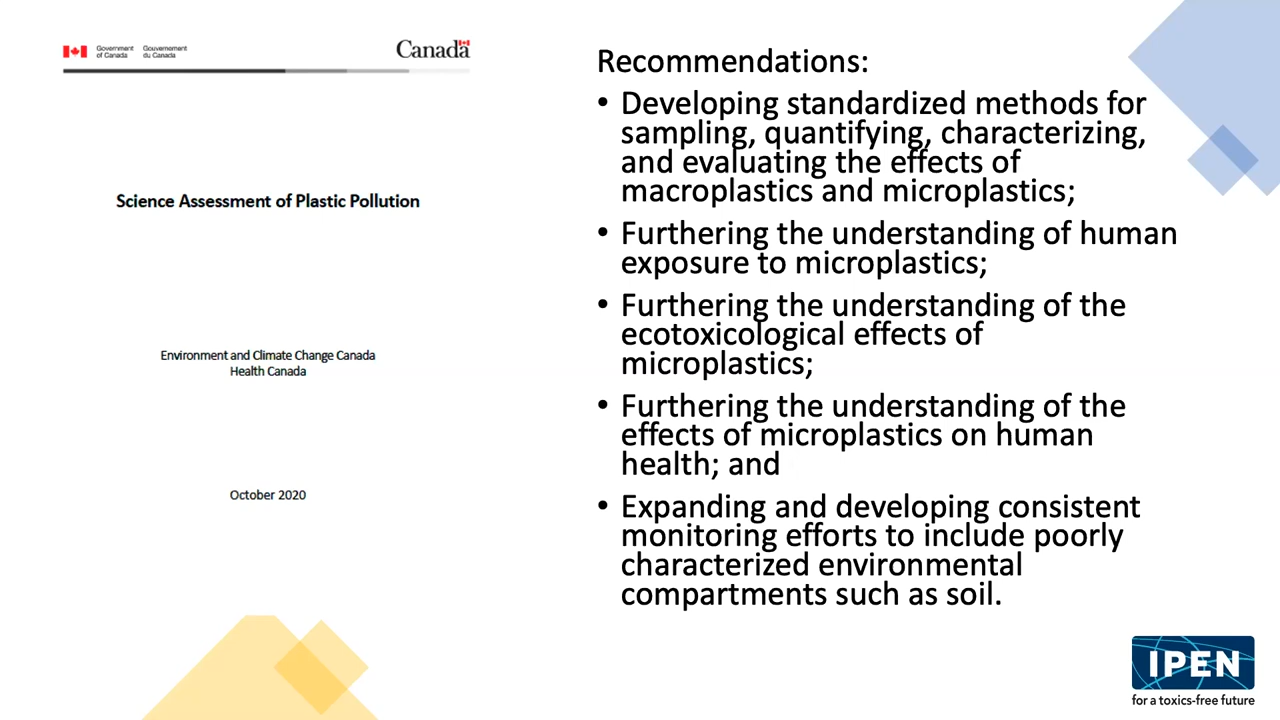 Government of Canada
Gouvernement du Canada
Canada
Science Assessment of Plastic Pollution
Environment and Climate Change Canada
Health Canada
October 2020
Recommendations:
• Developing standardized methods for
sampling, quantifying, characterizing,
and evaluating the effects of
macroplastics and microplastics;
• Furthering the understanding of human
exposure to microplastics;
• Furthering the understanding of the
ecotoxicological effects of
microplastics;
• Furthering the understanding of the
effects of microplastics on human
health; and
• Expanding and developing consistent
monitoring efforts to include poorly
characterized environmental
compartments such as soil.
IPEN
for a toxics-free future